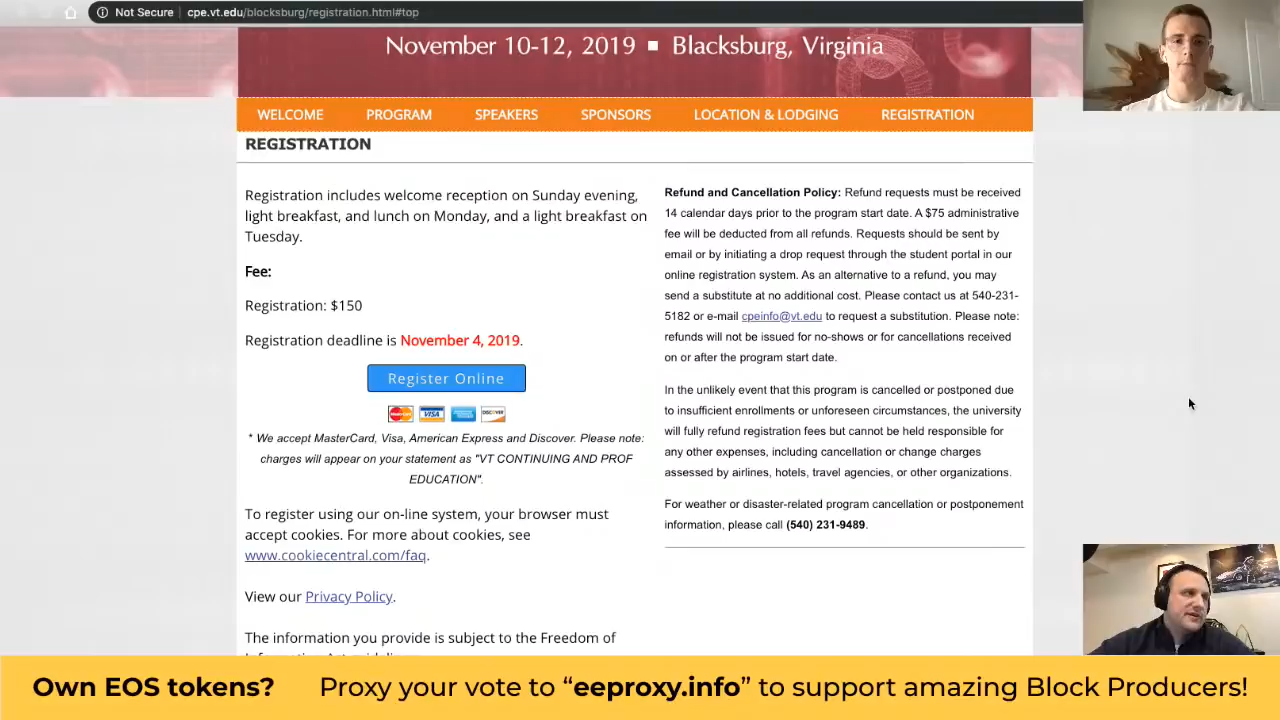 Not Secure | cpe.vt.edu/blocksburg/registration.html#top
November 10-12, 2019 ■ Blacksburg, Virginia
WELCOME PROGRAM SPEAKERS SPONSORS LOCATION & LODGING REGISTRATION
REGISTRATION
Registration includes welcome reception on Sunday evening,
light breakfast, and lunch on Monday, and a light breakfast on
Tuesday.
Fee:
Registration: $150
Registration deadline is November 4, 2019.
Register Online
MasterCard VISA DISCOVER
* We accept MasterCard, Visa, American Express and Discover. Please note:
charges will appear on your statement as "VT CONTINUING AND PROF
EDUCATION".
To register using our on-line system, your browser must
accept cookies. For more about cookies, see
www.cookiecentral.com/faq.
View our Privacy Policy.
The information you provide is subject to the Freedom of
Refund and Cancellation Policy: Refund requests must be received
14 calendar days prior to the program start date. A $75 administrative
fee will be deducted from all refunds. Requests should be sent by
email or by initiating a drop request through the student portal in our
online registration system. As an alternative to a refund, you may
send a substitute at no additional cost. Please contact us at 540-231-
5182 or e-mail cpeinfo@vt.edu to request a substitution. Please note:
refunds will not be issued for no-shows or for cancellations received
on or after the program start date.
In the unlikely event that this program is cancelled or postponed due
to insufficient enrollments or unforeseen circumstances, the university
will fully refund registration fees but cannot be held responsible for
any other expenses, including cancellation or change charges
assessed by airlines, hotels, travel agencies, or other organizations.
For weather or disaster-related program cancellation or postponement
information, please call (540) 231-9489.
Own EOS tokens? Proxy your vote to “eeproxy.info” to support amazing Block Producers!